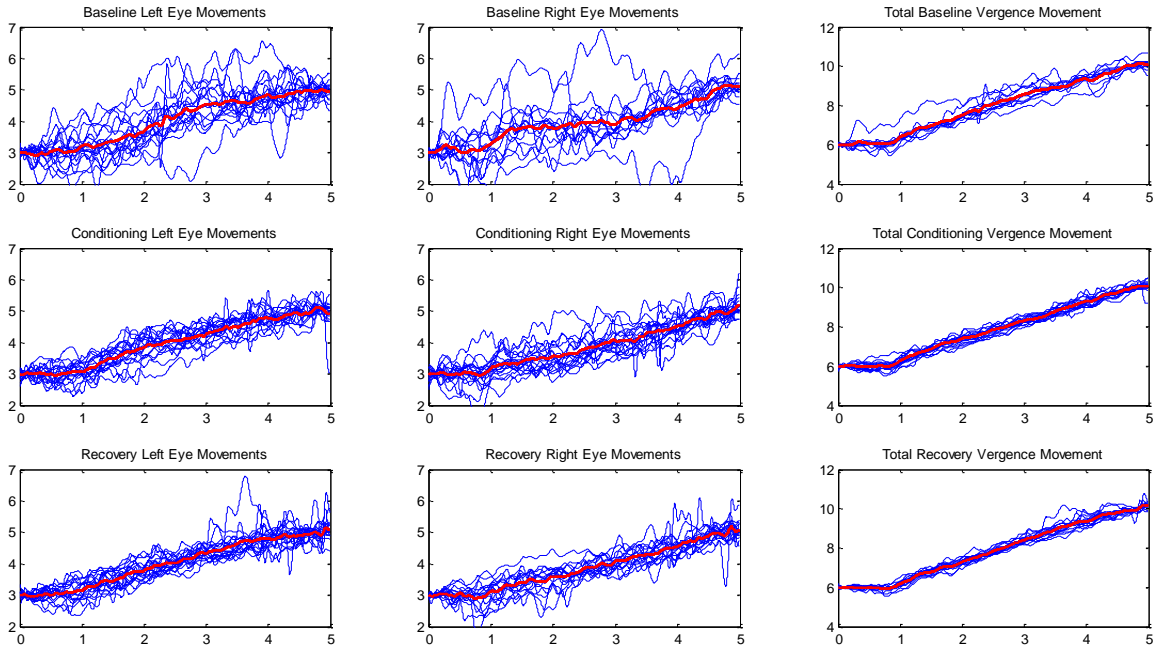 Baseline Left Eye Movements
Baseline Right Eye Movements
Total Baseline Vergence Movement
7
6
5
4
3
2
0 1 2 3 4 5
7
6
5
4
3
2
0 1 2 3 4 5
12
10
8
6
4
0 1 2 3 4 5
Conditioning Left Eye Movements
Conditioning Right Eye Movements
Total Conditioning Vergence Movement
7
6
5
4
3
2
0 1 2 3 4 5
7
6
5
4
3
2
0 1 2 3 4 5
12
10
8
6
4
0 1 2 3 4 5
Recovery Left Eye Movements
Recovery Right Eye Movements
Total Recovery Vergence Movement
7
6
5
4
3
2
0 1 2 3 4 5
7
6
5
4
3
2
0 1 2 3 4 5
12
10
8
6
4
0 1 2 3 4 5